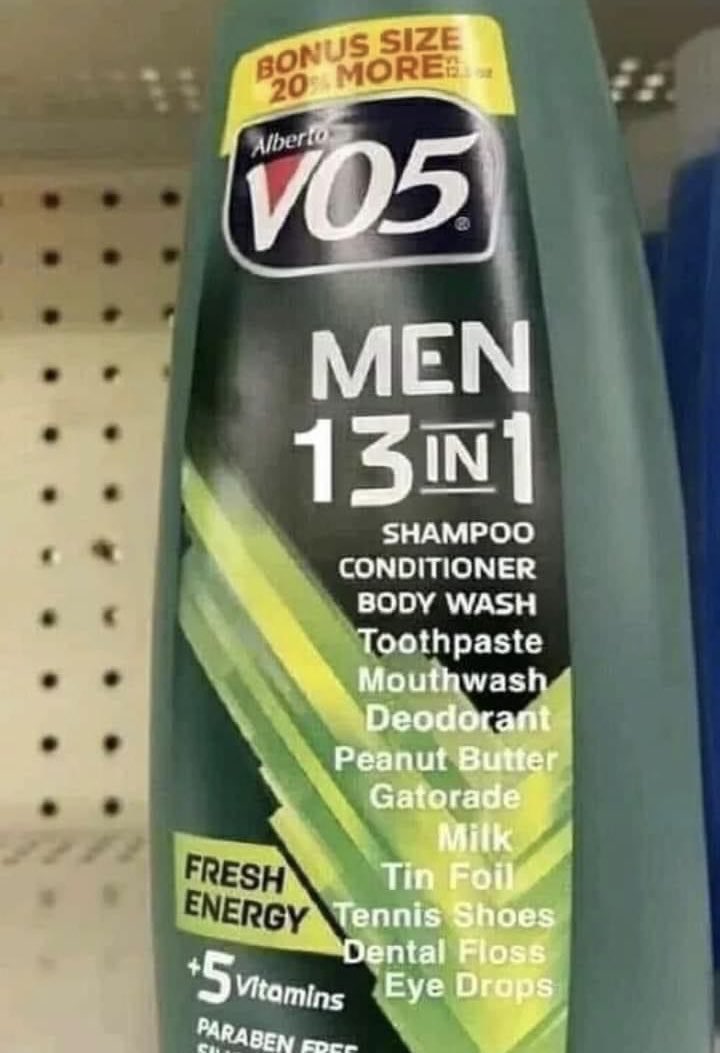 BONUS SIZE
20% MORE
Alberto
VO5®
MEN
13 IN 1
SHAMPOO
CONDITIONER
BODY WASH
Toothpaste
Mouthwash
Deodorant
Peanut Butter
Gatorade
Milk
Tin Foil
Tennis Shoes
Dental Floss
Eye Drops
FRESH
ENERGY
+5 Vitamins
PARABEN FREE